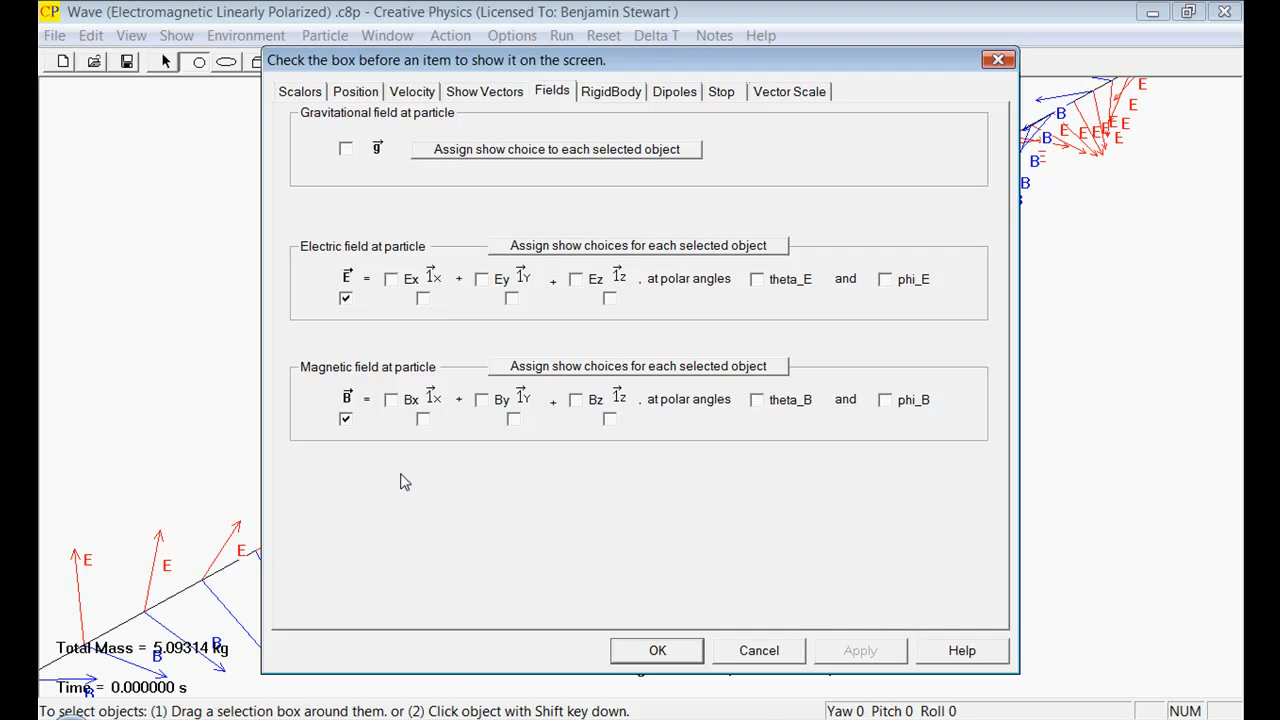 CP Wave (Electromagnetic Linearly Polarized) .c8p - Creative Physics (Licensed To: Benjamin Stewart )
File Edit View Show Environment Particle Window Action Options Run Reset Delta T Notes Help
Check the box before an item to show it on the screen.
Scalors Position Velocity Show Vectors Fields RigidBody Dipoles Stop Vector Scale
Gravitational field at particle
g Assign show choice to each selected object
Electric field at particle Assign show choices for each selected object
E = Ex 1x + Ey 1Y + Ez 1z . at polar angles theta_E and phi_E
Magnetic field at particle Assign show choices for each selected object
B = Bx 1x + By 1Y + Bz 1z . at polar angles theta_B and phi_B
E
E
B E E E E E
B E
B E
B
E
E E
B
Total Mass = 5.09314 kg
B
B
OK Cancel Apply Help
Time = 0.000000 s
To select objects: (1) Drag a selection box around them. or (2) Click object with Shift key down. Yaw 0 Pitch 0 Roll 0 NUM